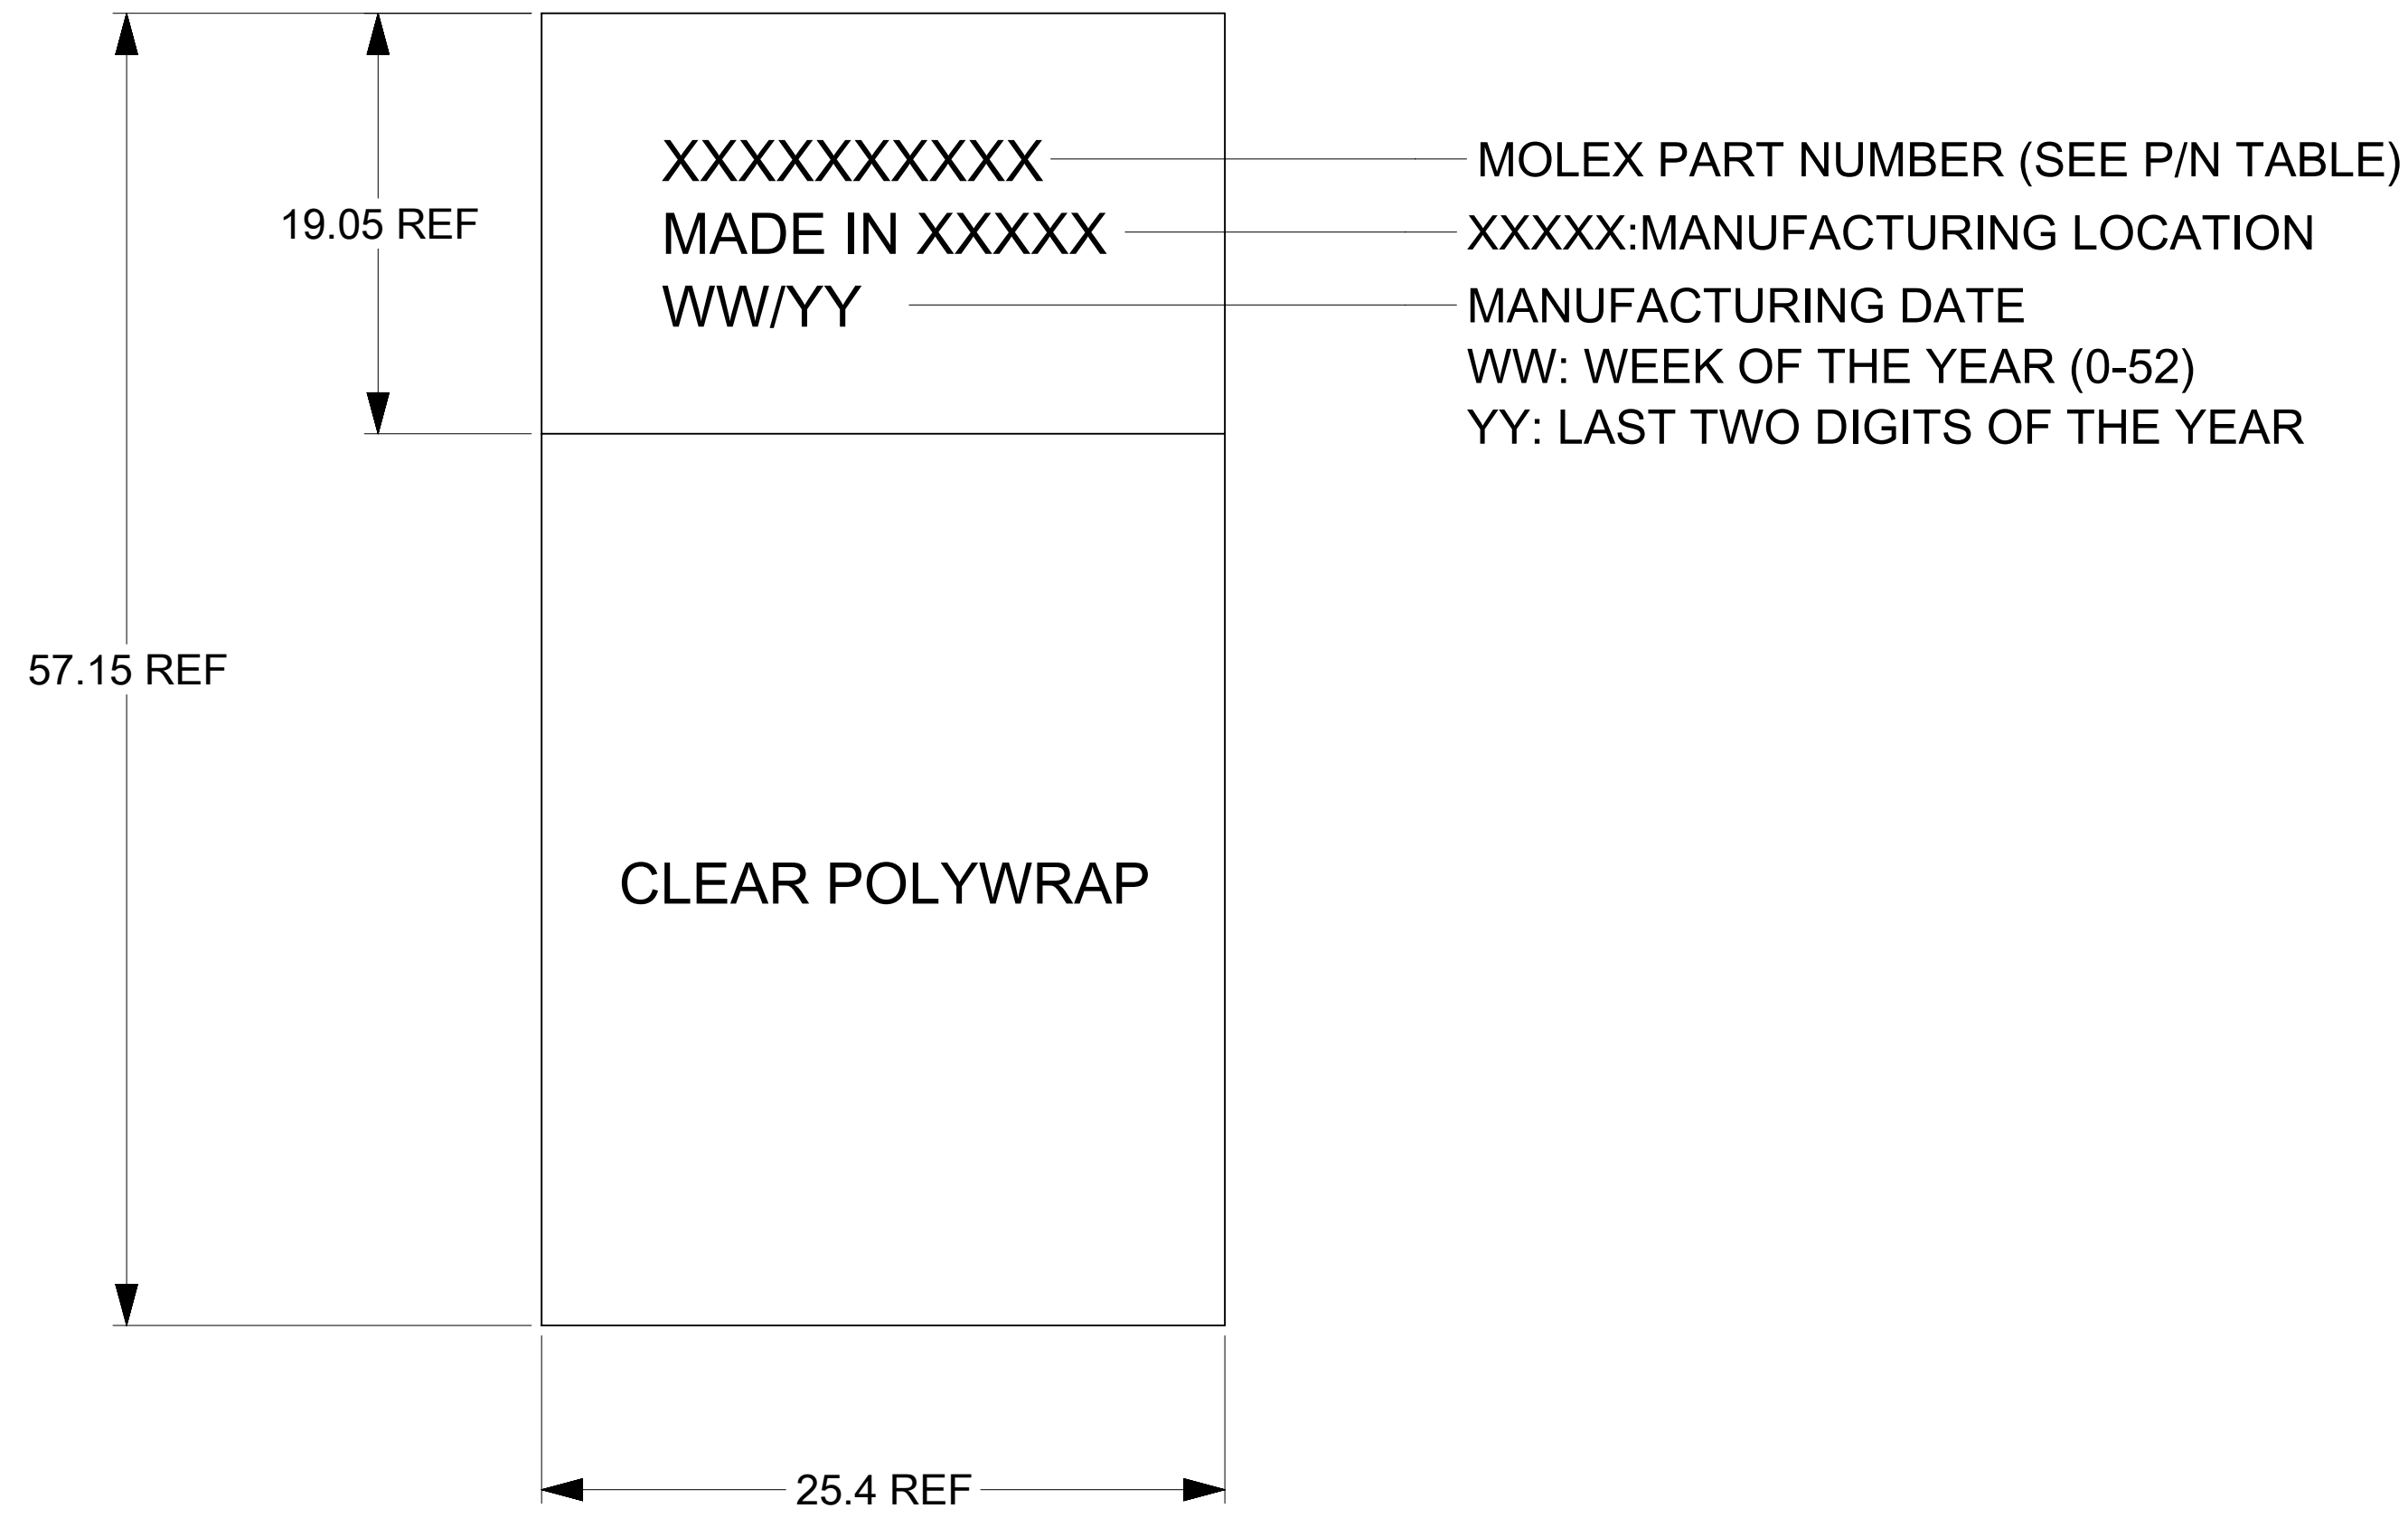 XXXXXXXXXX
MOLEX PART NUMBER (SEE P/N TABLE)
MADE IN XXXXX
XXXXX:MANUFACTURING LOCATION
WW/YY
MANUFACTURING DATE
WW: WEEK OF THE YEAR (0-52)
YY: LAST TWO DIGITS OF THE YEAR
19.05 REF
57.15 REF
CLEAR POLYWRAP
25.4 REF